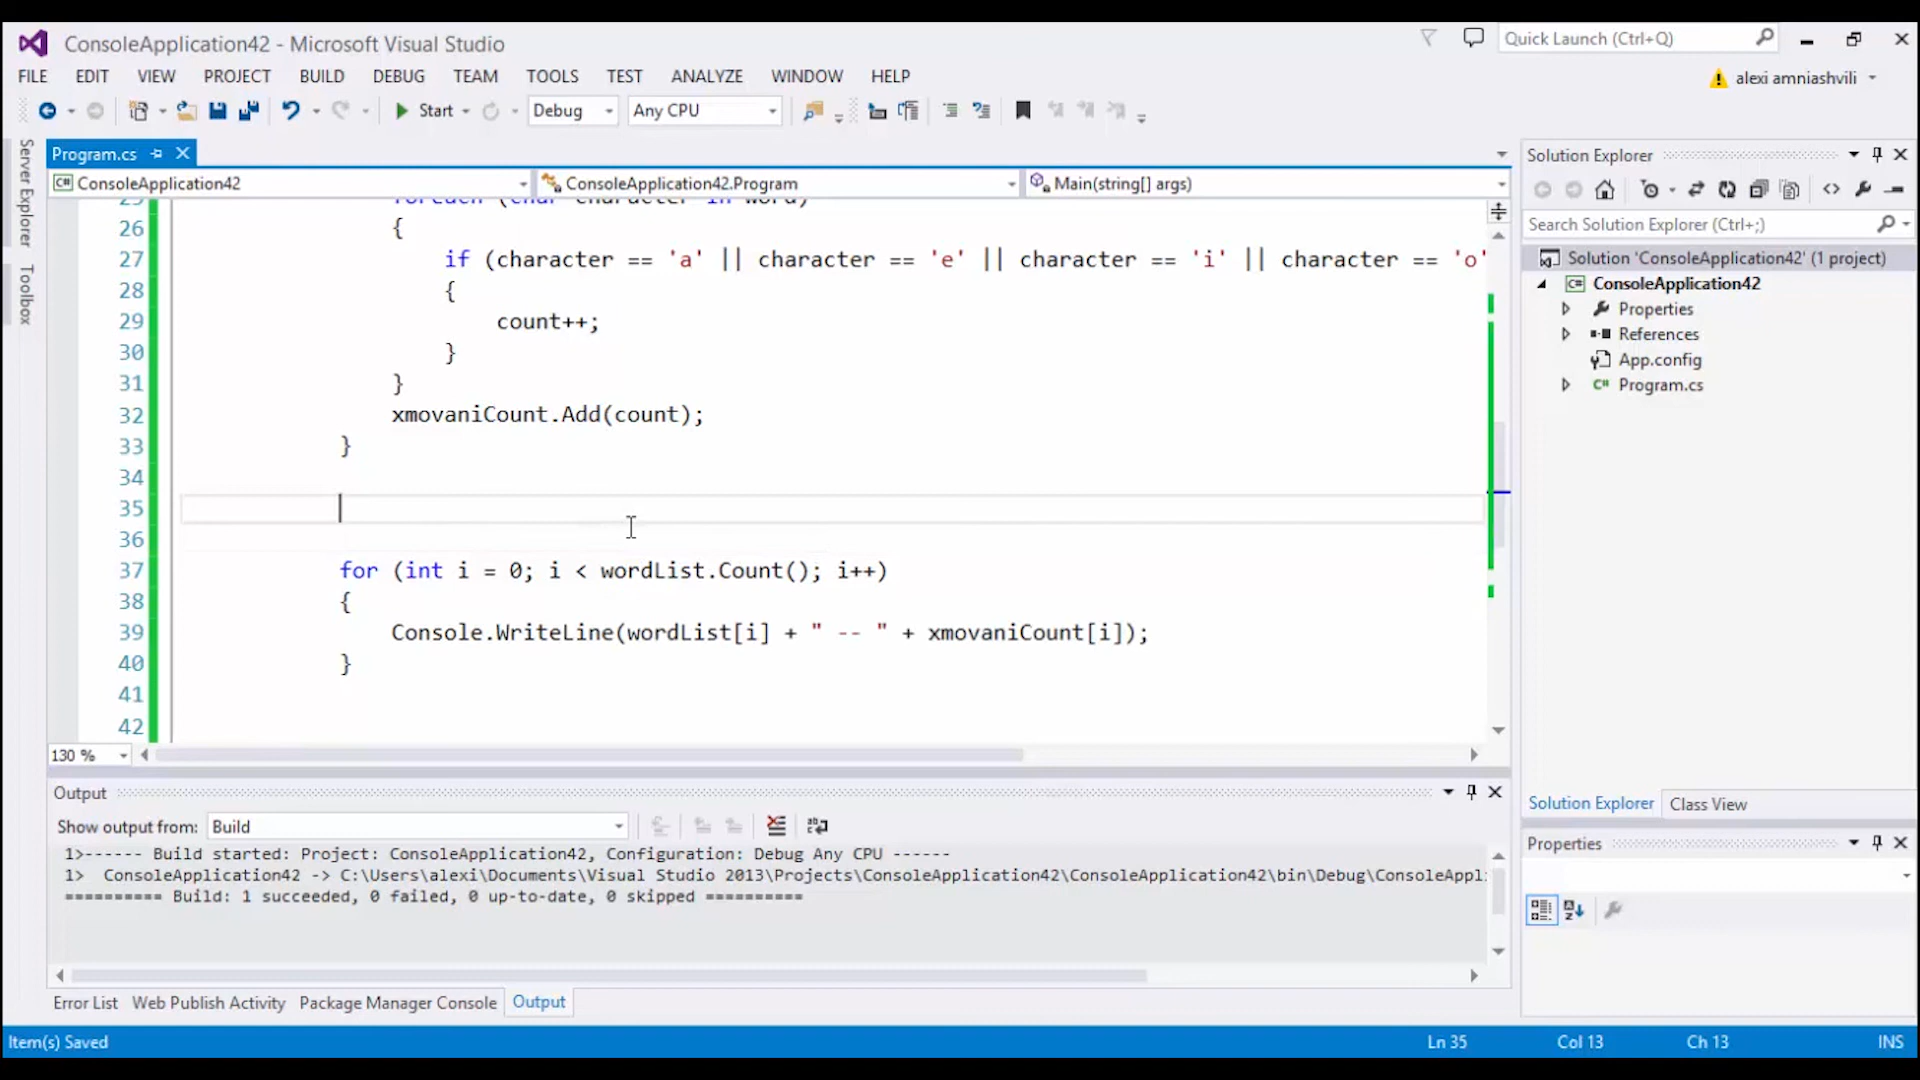 ConsoleApplication42 - Microsoft Visual Studio
Quick Launch (Ctrl+Q)
FILE EDIT VIEW PROJECT BUILD DEBUG TEAM TOOLS TEST ANALYZE WINDOW HELP
alexi amniashvili
Start Debug Any CPU
Server Explorer
Toolbox
Program.cs
ConsoleApplication42 ConsoleApplication42.Program Main(string[] args)
25 foreach (char character in word)
26 {
27 if (character == 'a' || character == 'e' || character == 'i' || character == 'o'
28 {
29 count++;
30 }
31 }
32 xmovaniCount.Add(count);
33 }
34
35
36
37 for (int i = 0; i < wordList.Count(); i++)
38 {
39 Console.WriteLine(wordList[i] + " -- " + xmovaniCount[i]);
40 }
41
42
130 %
Output
Show output from: Build
1>------ Build started: Project: ConsoleApplication42, Configuration: Debug Any CPU ------
1> ConsoleApplication42 -> C:\Users\alexi\Documents\Visual Studio 2013\Projects\ConsoleApplication42\ConsoleApplication42\bin\Debug\ConsoleAppl
========== Build: 1 succeeded, 0 failed, 0 up-to-date, 0 skipped ==========
Error List Web Publish Activity Package Manager Console Output
Solution Explorer
Search Solution Explorer (Ctrl+;)
Solution 'ConsoleApplication42' (1 project)
ConsoleApplication42
Properties
References
App.config
Program.cs
Solution Explorer Class View
Properties
Item(s) Saved Ln 35 Col 13 Ch 13 INS